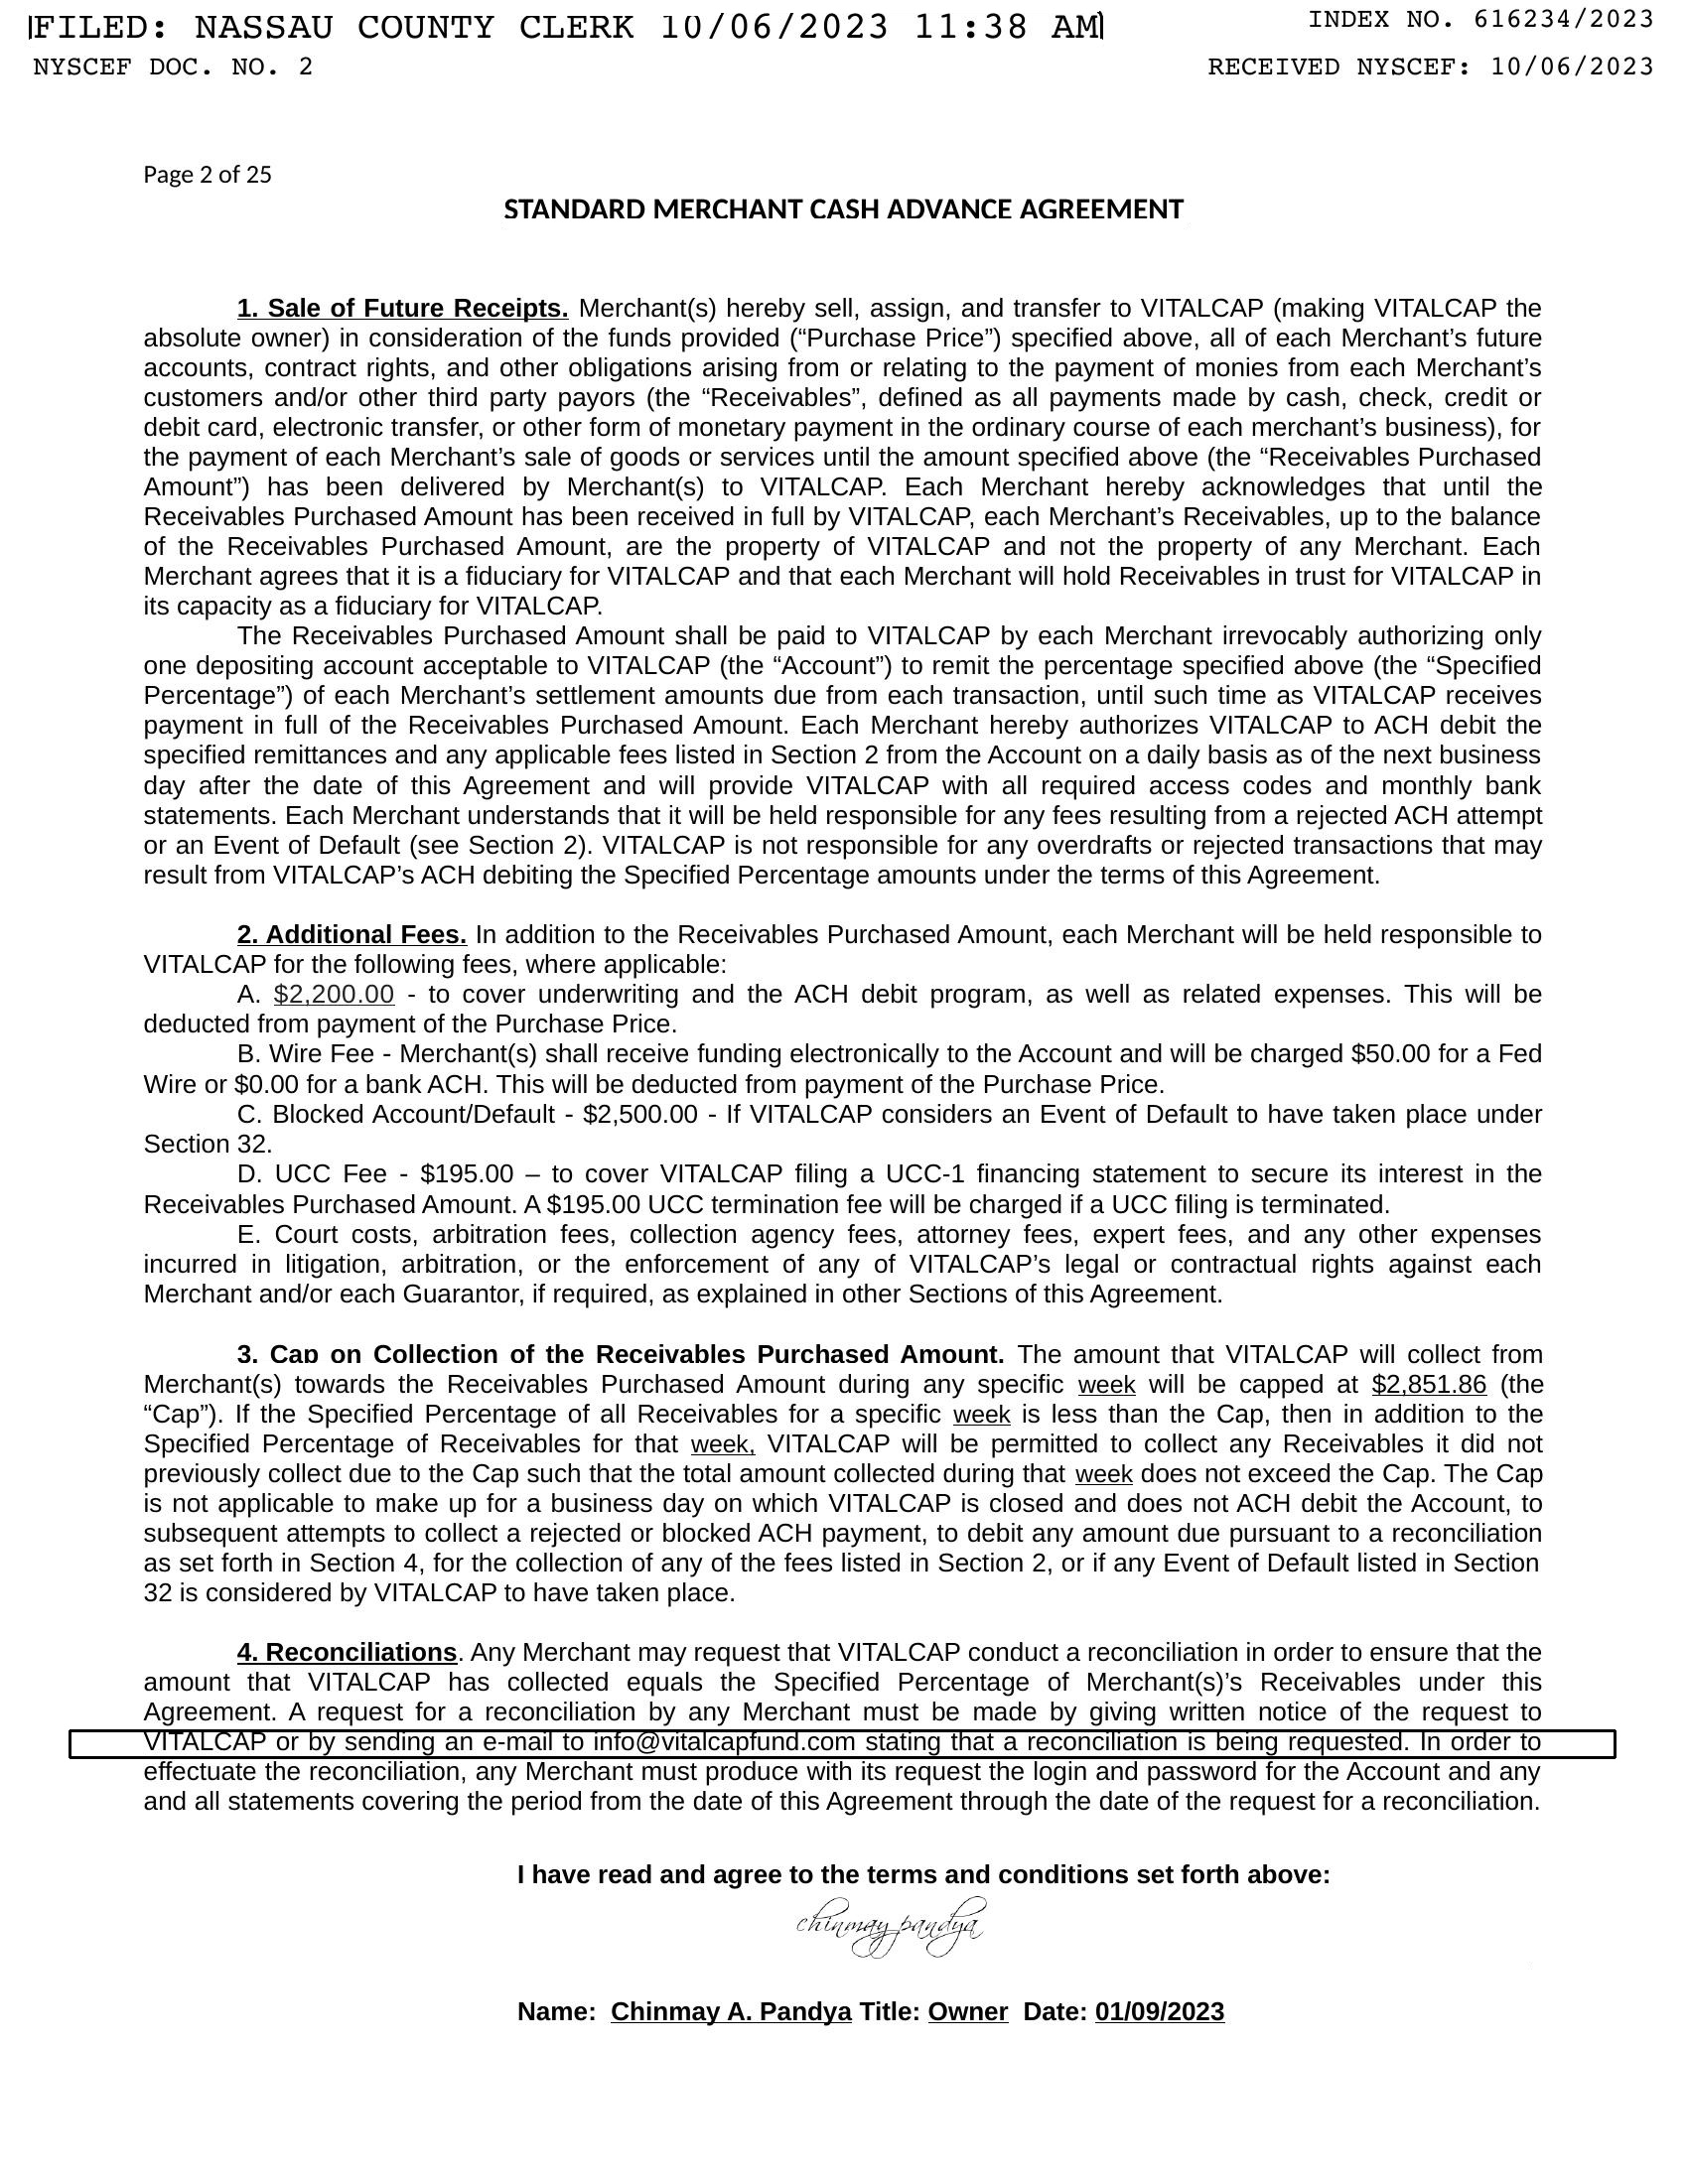 FILED: NASSAU COUNTY CLERK 10/06/2023 11:38 AM
INDEX NO. 616234/2023
NYSCEF DOC. NO. 2
RECEIVED NYSCEF: 10/06/2023
Page 2 of 25
STANDARD MERCHANT CASH ADVANCE AGREEMENT
1. Sale of Future Receipts. Merchant(s) hereby sell, assign, and transfer to VITALCAP (making VITALCAP the
absolute owner) in consideration of the funds provided (“Purchase Price”) specified above, all of each Merchant’s future
accounts, contract rights, and other obligations arising from or relating to the payment of monies from each Merchant’s
customers and/or other third party payors (the “Receivables”, defined as all payments made by cash, check, credit or
debit card, electronic transfer, or other form of monetary payment in the ordinary course of each merchant’s business), for
the payment of each Merchant’s sale of goods or services until the amount specified above (the “Receivables Purchased
Amount”) has been delivered by Merchant(s) to VITALCAP. Each Merchant hereby acknowledges that until the
Receivables Purchased Amount has been received in full by VITALCAP, each Merchant’s Receivables, up to the balance
of the Receivables Purchased Amount, are the property of VITALCAP and not the property of any Merchant. Each
Merchant agrees that it is a fiduciary for VITALCAP and that each Merchant will hold Receivables in trust for VITALCAP in
its capacity as a fiduciary for VITALCAP.
The Receivables Purchased Amount shall be paid to VITALCAP by each Merchant irrevocably authorizing only
one depositing account acceptable to VITALCAP (the “Account”) to remit the percentage specified above (the “Specified
Percentage”) of each Merchant’s settlement amounts due from each transaction, until such time as VITALCAP receives
payment in full of the Receivables Purchased Amount. Each Merchant hereby authorizes VITALCAP to ACH debit the
specified remittances and any applicable fees listed in Section 2 from the Account on a daily basis as of the next business
day after the date of this Agreement and will provide VITALCAP with all required access codes and monthly bank
statements. Each Merchant understands that it will be held responsible for any fees resulting from a rejected ACH attempt
or an Event of Default (see Section 2). VITALCAP is not responsible for any overdrafts or rejected transactions that may
result from VITALCAP’s ACH debiting the Specified Percentage amounts under the terms of this Agreement.
2. Additional Fees. In addition to the Receivables Purchased Amount, each Merchant will be held responsible to
VITALCAP for the following fees, where applicable:
A. $2,200.00 - to cover underwriting and the ACH debit program, as well as related expenses. This will be
deducted from payment of the Purchase Price.
B. Wire Fee - Merchant(s) shall receive funding electronically to the Account and will be charged $50.00 for a Fed
Wire or $0.00 for a bank ACH. This will be deducted from payment of the Purchase Price.
C. Blocked Account/Default - $2,500.00 - If VITALCAP considers an Event of Default to have taken place under
Section 32.
D. UCC Fee - $195.00 – to cover VITALCAP filing a UCC-1 financing statement to secure its interest in the
Receivables Purchased Amount. A $195.00 UCC termination fee will be charged if a UCC filing is terminated.
E. Court costs, arbitration fees, collection agency fees, attorney fees, expert fees, and any other expenses
incurred in litigation, arbitration, or the enforcement of any of VITALCAP’s legal or contractual rights against each
Merchant and/or each Guarantor, if required, as explained in other Sections of this Agreement.
3. Cap on Collection of the Receivables Purchased Amount. The amount that VITALCAP will collect from
Merchant(s) towards the Receivables Purchased Amount during any specific week will be capped at $2,851.86 (the
“Cap”). If the Specified Percentage of all Receivables for a specific week is less than the Cap, then in addition to the
Specified Percentage of Receivables for that week, VITALCAP will be permitted to collect any Receivables it did not
previously collect due to the Cap such that the total amount collected during that week does not exceed the Cap. The Cap
is not applicable to make up for a business day on which VITALCAP is closed and does not ACH debit the Account, to
subsequent attempts to collect a rejected or blocked ACH payment, to debit any amount due pursuant to a reconciliation
as set forth in Section 4, for the collection of any of the fees listed in Section 2, or if any Event of Default listed in Section
32 is considered by VITALCAP to have taken place.
4. Reconciliations. Any Merchant may request that VITALCAP conduct a reconciliation in order to ensure that the
amount that VITALCAP has collected equals the Specified Percentage of Merchant(s)’s Receivables under this
Agreement. A request for a reconciliation by any Merchant must be made by giving written notice of the request to
VITALCAP or by sending an e-mail to info@vitalcapfund.com stating that a reconciliation is being requested. In order to
effectuate the reconciliation, any Merchant must produce with its request the login and password for the Account and any
and all statements covering the period from the date of this Agreement through the date of the request for a reconciliation.
I have read and agree to the terms and conditions set forth above:
chinmay pandya
Name: Chinmay A. Pandya Title: Owner Date: 01/09/2023